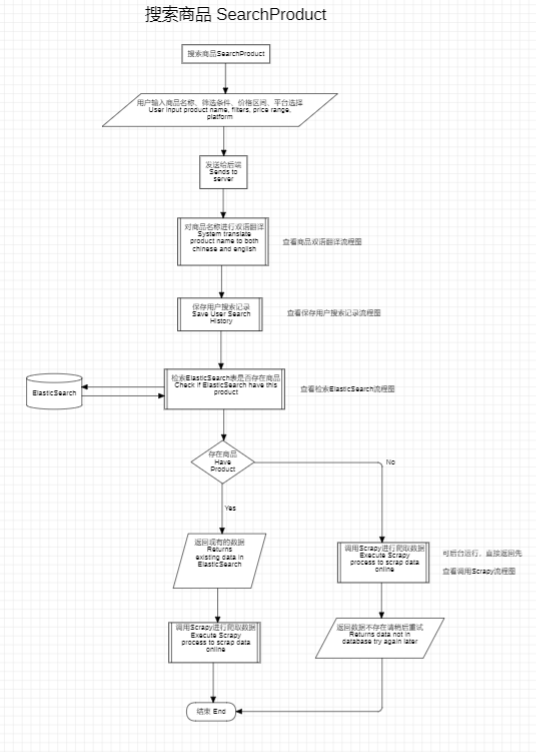 搜索商品 SearchProduct
搜索商品SearchProduct
用户输入商品名称、筛选条件、价格区间、平台选择
User input product name, filters, price range,
platform
发送给后端
Sends to
server
对商品名称进行双语翻译
System translate
product name to both
chinese and english
查看商品双语翻译流程图
保存用户搜索记录
Save User Search
History
查看保存用户搜索记录流程图
检索ElasticSearch表是否存在商品
Check if ElasticSearch have this
product
查看检索ElasticSearch流程图
ElasticSearch
存在商品
Have
Product
No
Yes
返回现有的数据
Returns
existing data in
ElasticSearch
调用Scrapy进行爬取数据
Execute Scrapy
process to scrap data
online
可后台运行，直接返回先
查看调用Scrapy流程图
调用Scrapy进行爬取数据
Execute Scrapy
process to scrap data
online
返回数据不存在请稍后重试
Returns data not in
database try again later
结束 End